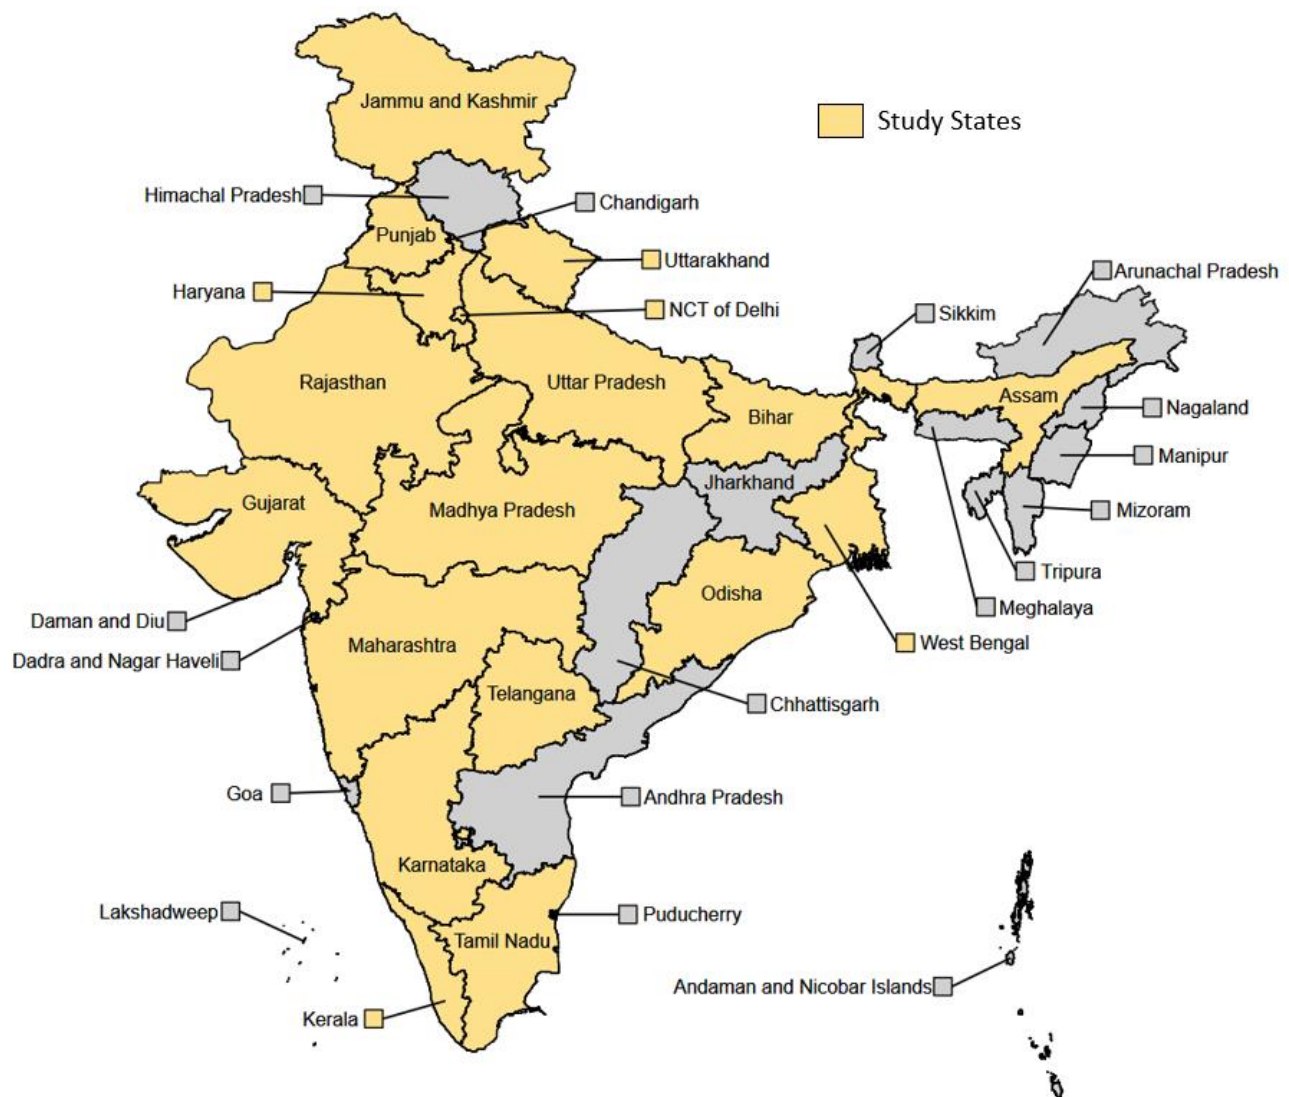 Jammu and Kashmir
Study States
Himachal Pradesh
Chandigarh
Punjab
Uttarakhand
Arunachal Pradesh
Haryana
NCT of Delhi
Sikkim
Rajasthan
Uttar Pradesh
Assam
Nagaland
Bihar
Manipur
Jharkhand
Gujarat
Madhya Pradesh
Mizoram
Tripura
Odisha
Meghalaya
Daman and Diu
West Bengal
Maharashtra
Dadra and Nagar Haveli
Telangana
Chhattisgarh
Goa
Andhra Pradesh
Karnataka
Lakshadweep
Puducherry
Tamil Nadu
Andaman and Nicobar Islands
Kerala